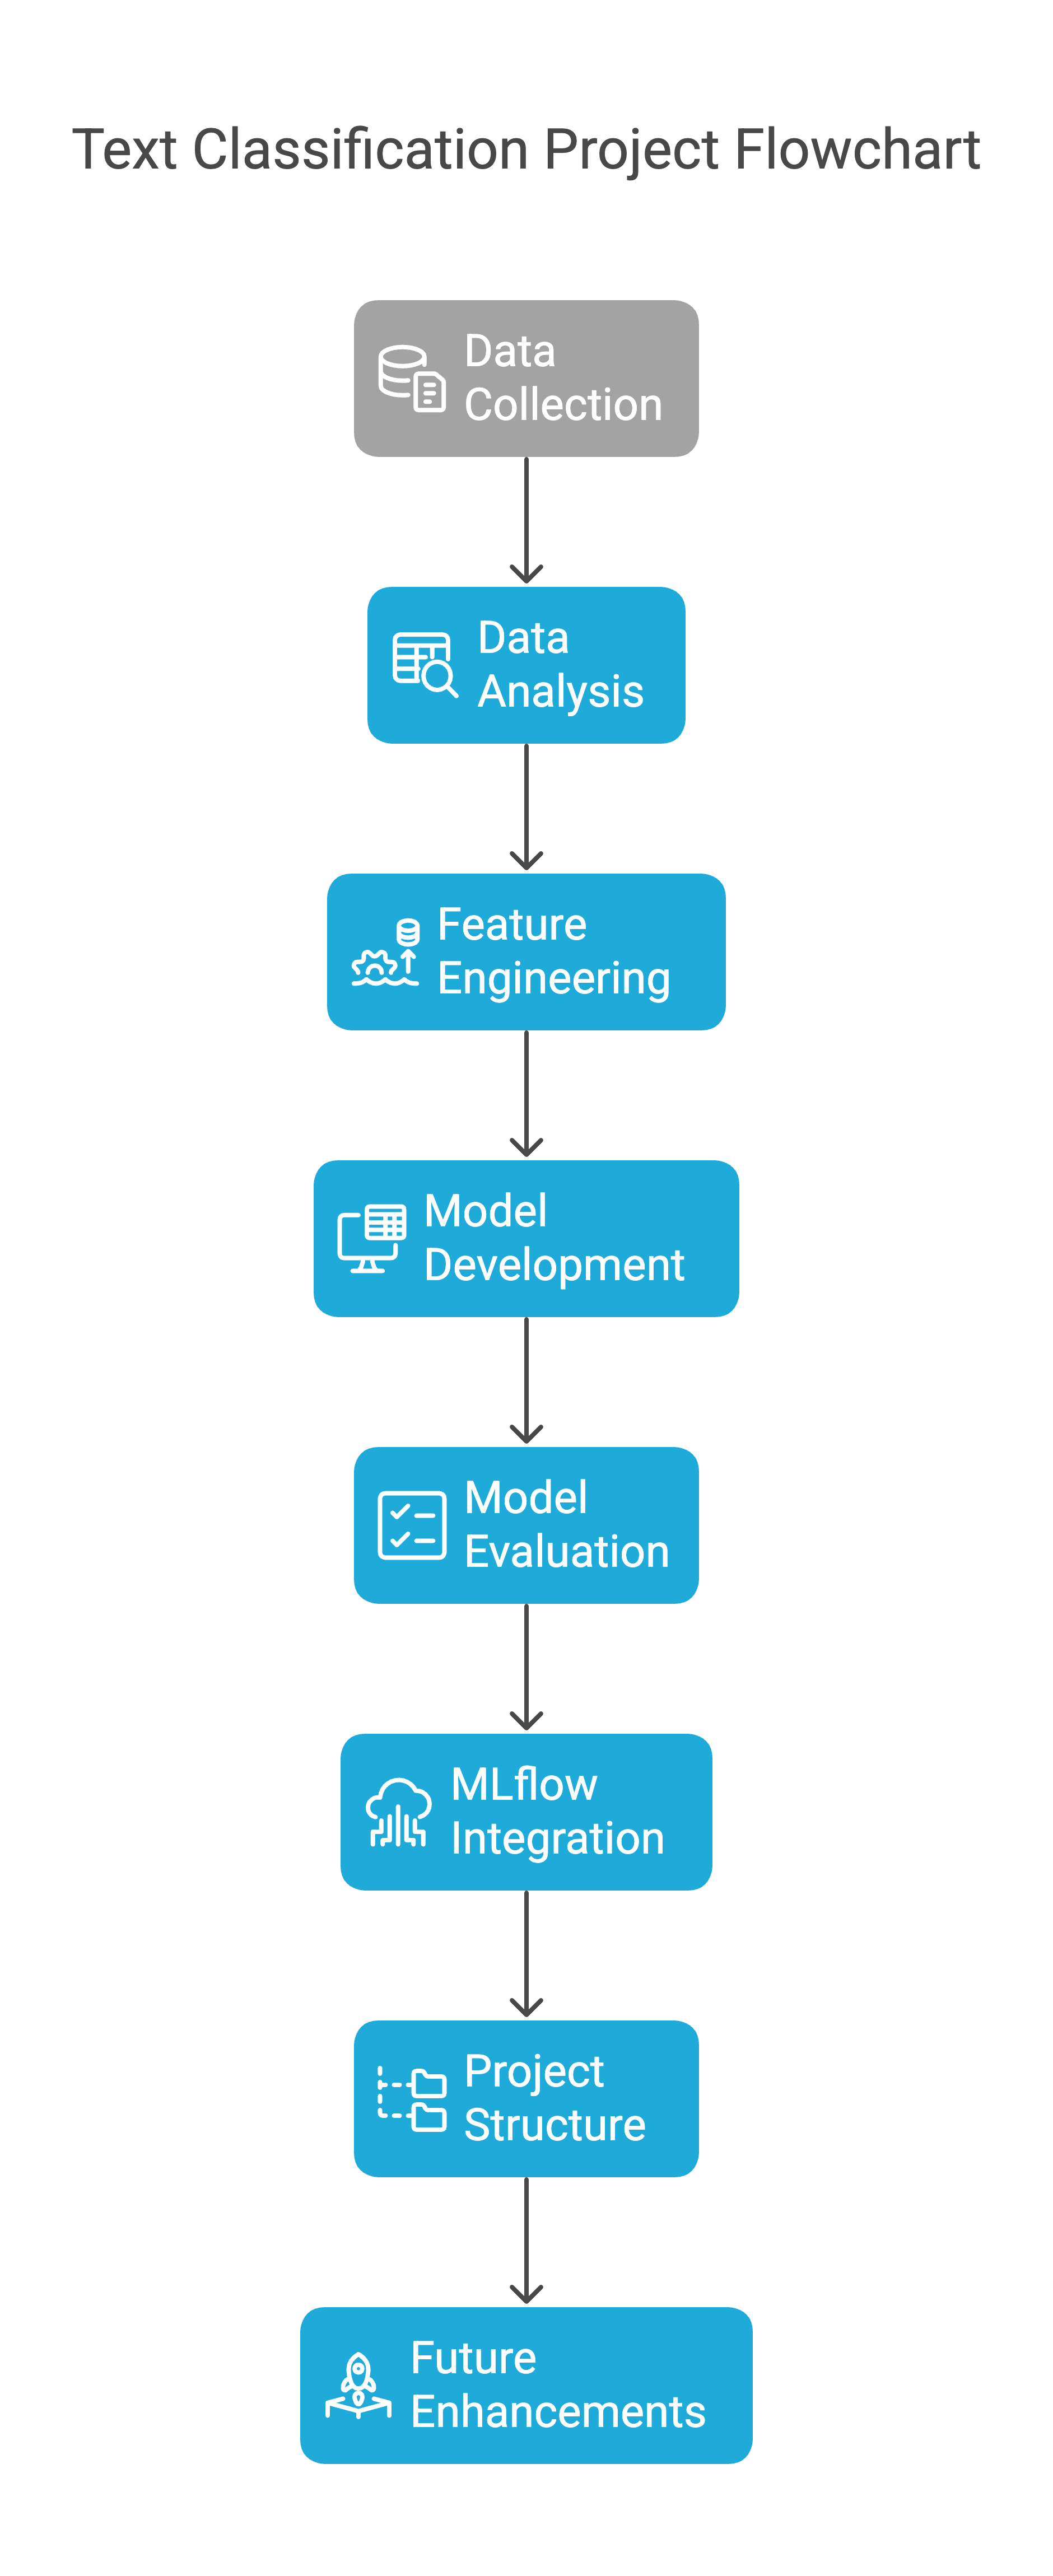 Text Classification Project Flowchart
Data
Collection
Data
Analysis
Feature
Engineering
Model
Development
Model
Evaluation
MLflow
Integration
Project
Structure
Future
Enhancements